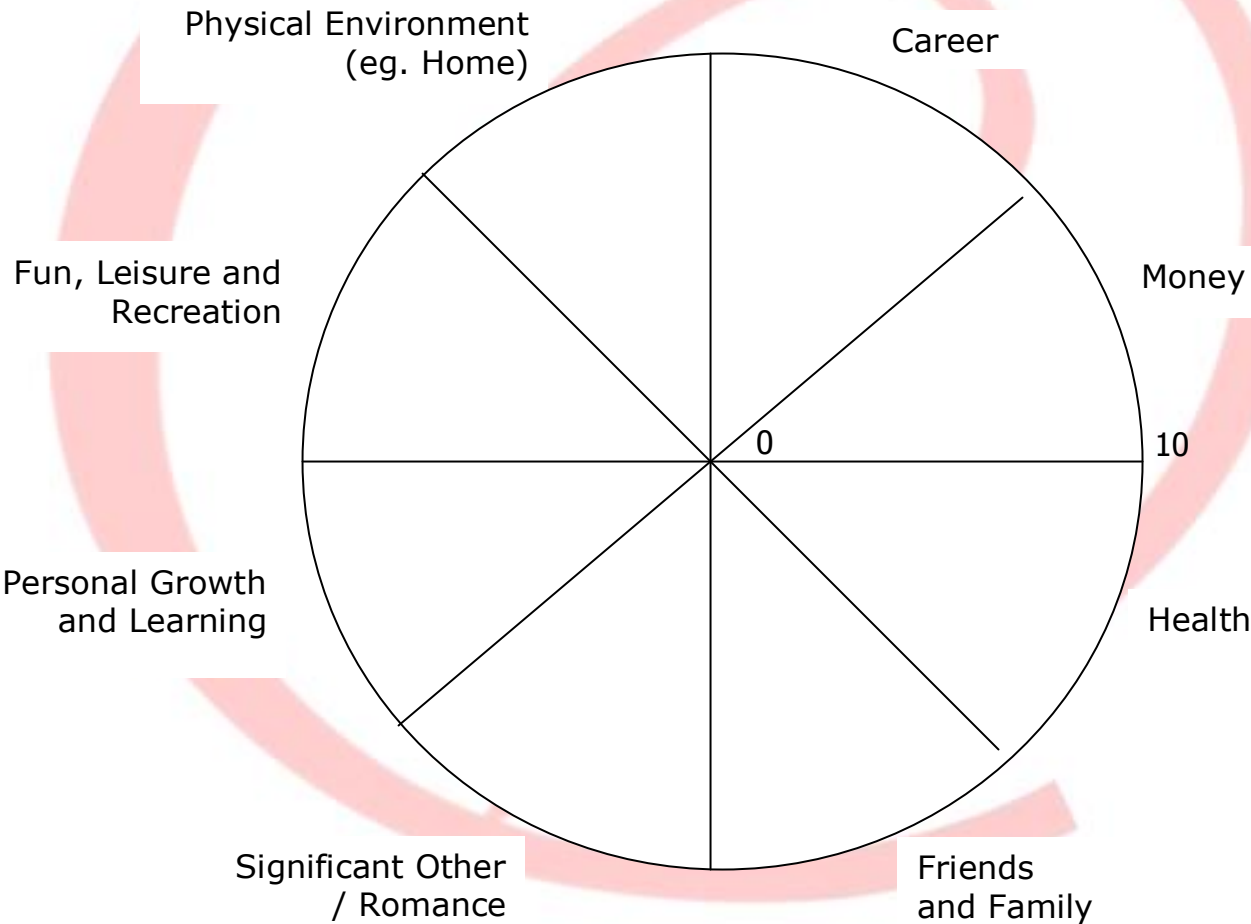 Physical Environment
(eg. Home)
Career
Fun, Leisure and
Recreation
Money
0
10
Personal Growth
and Learning
Health
Significant Other
/ Romance
Friends
and Family